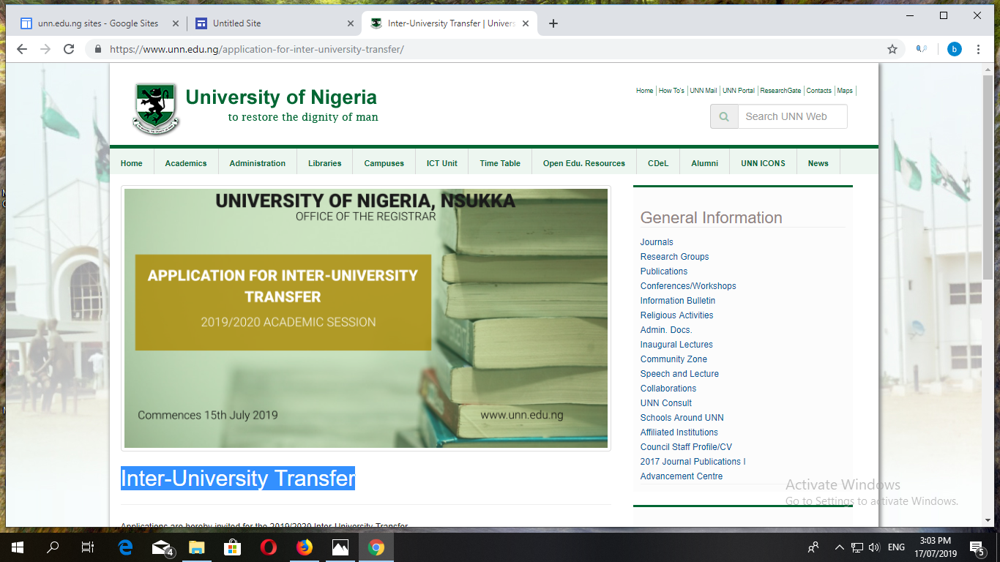 unn.edu.ng sites - Google Sites
Untitled Site
Inter-University Transfer | Univers
https://www.unn.edu.ng/application-for-inter-university-transfer/
b
University of Nigeria
to restore the dignity of man
Home How To's UNN Mail UNN Portal ResearchGate Contacts Maps
Search UNN Web
Home Academics Administration Libraries Campuses ICT Unit Time Table Open Edu. Resources CDeL Alumni UNN ICONS News
UNIVERSITY OF NIGERIA, NSUKKA
OFFICE OF THE REGISTRAR
APPLICATION FOR INTER-UNIVERSITY
TRANSFER
2019/2020 ACADEMIC SESSION
Commences 15th July 2019
www.unn.edu.ng
Inter-University Transfer
Applications are hereby invited for the 2019/2020 Inter-University Transfer
General Information
Journals
Research Groups
Publications
Conferences/Workshops
Information Bulletin
Religious Activities
Admin. Docs.
Inaugural Lectures
Community Zone
Speech and Lecture
Collaborations
UNN Consult
Schools Around UNN
Affiliated Institutions
Council Staff Profile/CV
2017 Journal Publications I
Advancement Centre
Activate Windows
Go to Settings to activate Windows.
4
ENG
3:03 PM
17/07/2019
5